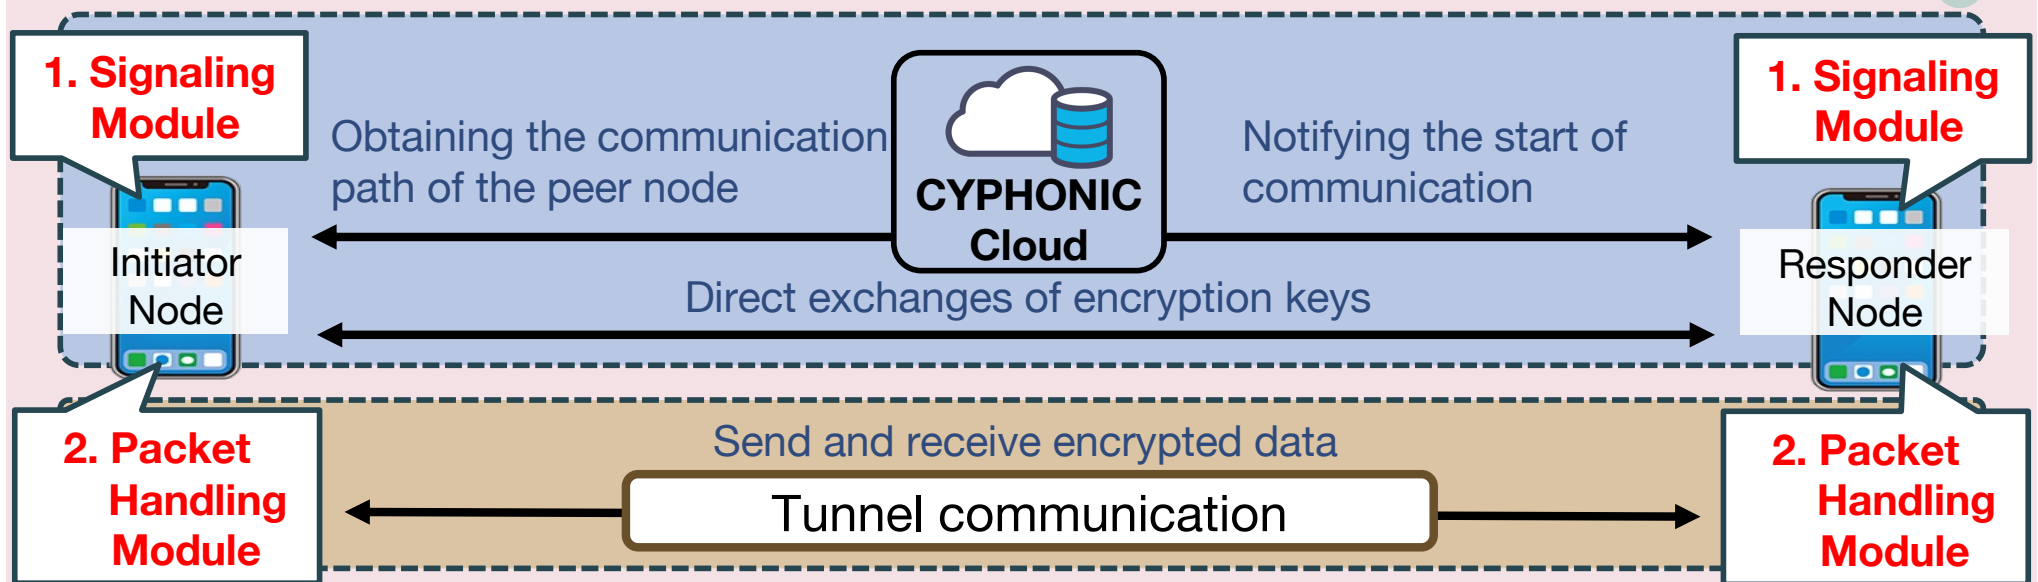 1. Signaling
Module
Obtaining the communication
path of the peer node
CYPHONIC
Cloud
Notifying the start of
communication
1. Signaling
Module
Initiator
Node
Direct exchanges of encryption keys
Responder
Node
2. Packet
Handling
Module
Send and receive encrypted data
Tunnel communication
2. Packet
Handling
Module